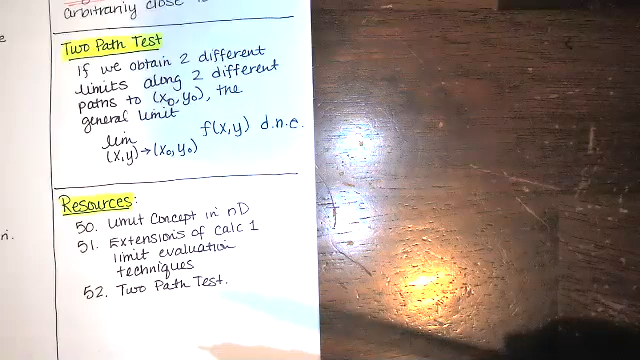 arbitrarily close
Two Path Test
If we obtain 2 different
limits along 2 different
paths to (x₀, y₀), the
general limit
lim f(x,y) d.n.e.
(x,y)→(x₀,y₀)
Resources:
50. Limit Concept in nD
51. Extensions of calc 1
limit evaluation
techniques
52. Two Path Test.